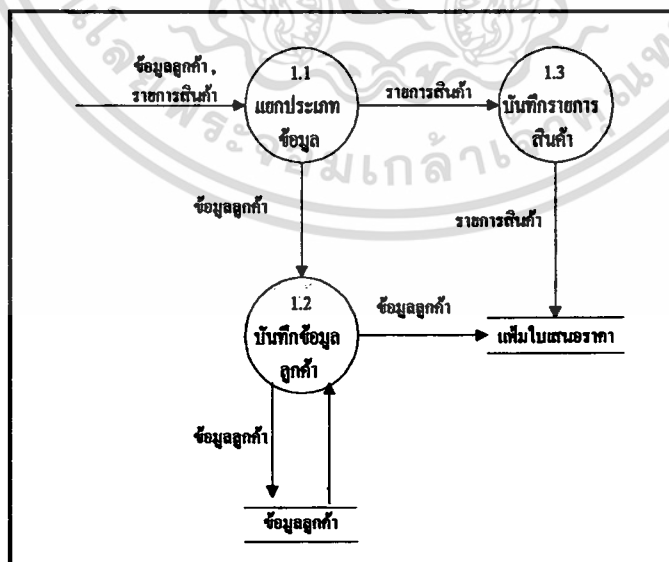 ข้อมูลลูกค้า,
รายการสินค้า
1.1
แยกประเภท
ข้อมูล
รายการสินค้า
1.3
บันทึกรายการ
สินค้า
ข้อมูลลูกค้า
รายการสินค้า
1.2
บันทึกข้อมูล
ลูกค้า
ข้อมูลลูกค้า
แฟ้มใบเสนอราคา
ข้อมูลลูกค้า
ข้อมูลลูกค้า